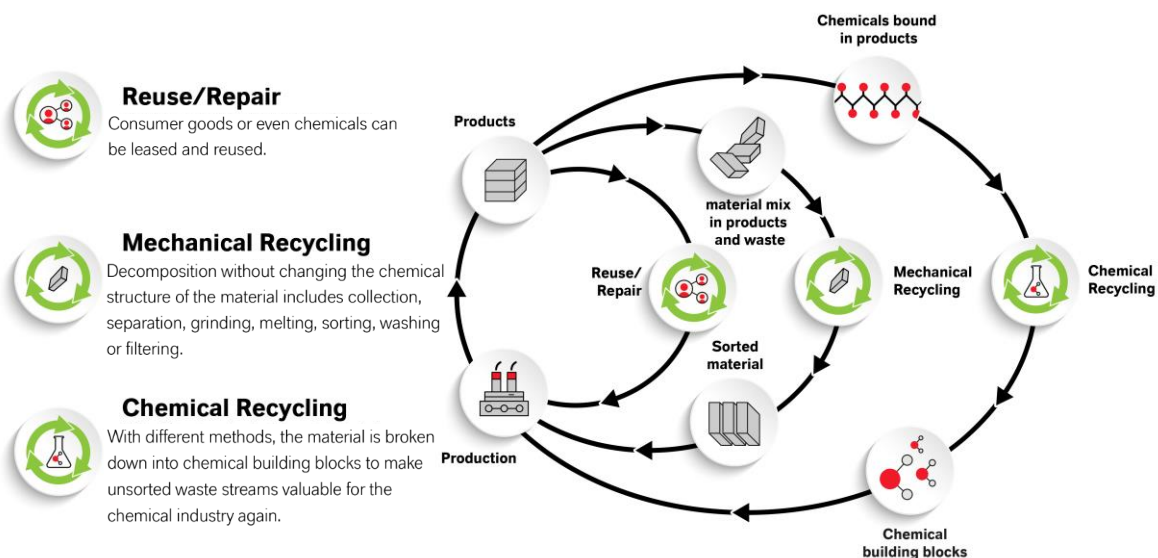 Reuse/Repair
Consumer goods or even chemicals can
be leased and reused.
Mechanical Recycling
Decomposition without changing the chemical
structure of the material includes collection,
separation, grinding, melting, sorting, washing
or filtering.
Chemical Recycling
With different methods, the material is broken
down into chemical building blocks to make
unsorted waste streams valuable for the
chemical industry again.
Chemicals bound
in products
Products
material mix
in products
and waste
Reuse/
Repair
Mechanical
Recycling
Chemical
Recycling
Sorted
material
Production
Chemical
building blocks